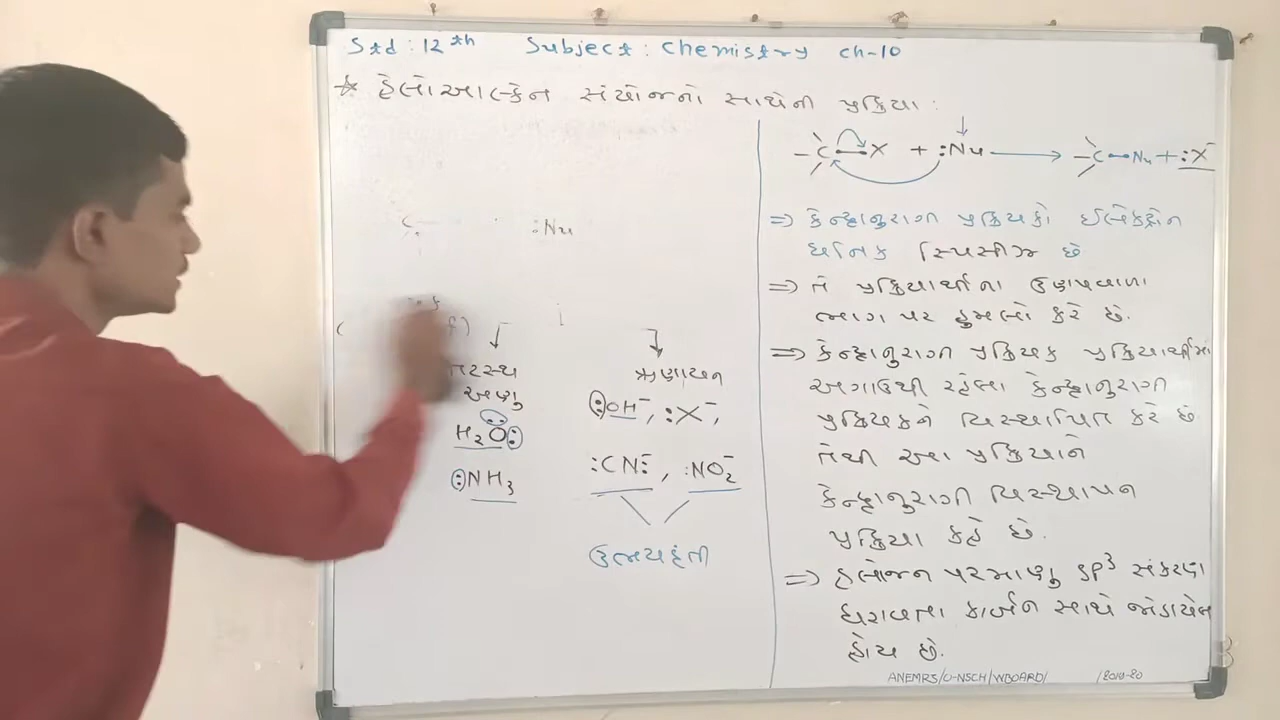 Std : 12th Subject : Chemistry ch-10
* હેલોઆલ્કેન સંયોજનો સાથેની પ્રક્રિયા :
C :Nu
તટસ્થ ઋણાયન
અણુ
:OH⁻, :X⁻,
H₂O:
:CN:⁻, :NO₂⁻
:NH₃
ઉભયદંતી
-C-X + :Nu → -C-Nu + :X⁻
⇒ કેન્દ્રાનુરાગી પ્રક્રિયકો ઈલેક્ટ્રોન
ધનિક સ્પિસીઝ છે
⇒ તે પ્રક્રિયાર્થીના ઉણપવાળા
ભાગ પર હુમલો કરે છે.
⇒ કેન્દ્રાનુરાગી પ્રક્રિયક પ્રક્રિયાર્થીમાં
અગાઉથી રહેલા કેન્દ્રાનુરાગી
પ્રક્રિયકને વિસ્થાપિત કરે છે
તેથી આ પ્રક્રિયાને
કેન્દ્રાનુરાગી વિસ્થાપન
પ્રક્રિયા કહે છે.
⇒ હેલોજન પરમાણુ sp³ સંકરણ
ધરાવતા કાર્બન સાથે જોડાયેલ
હોય છે.
ANEMRS/U-NSCH/WBOARD/ /2019-20